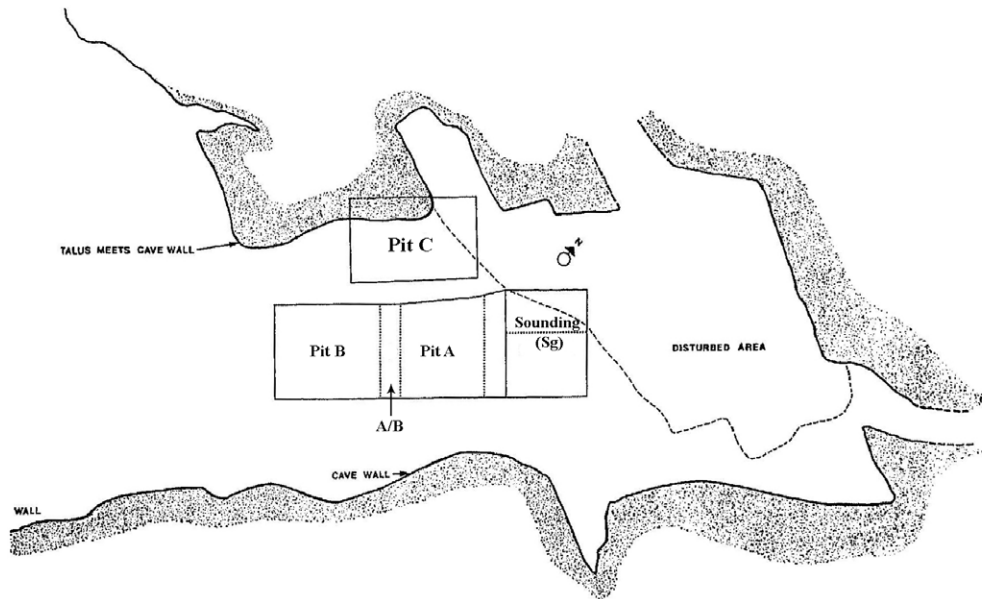 TALUS MEETS CAVE WALL
Pit C
N
Pit B
Pit A
Sounding
(Sg)
DISTURBED AREA
A/B
CAVE WALL
WALL